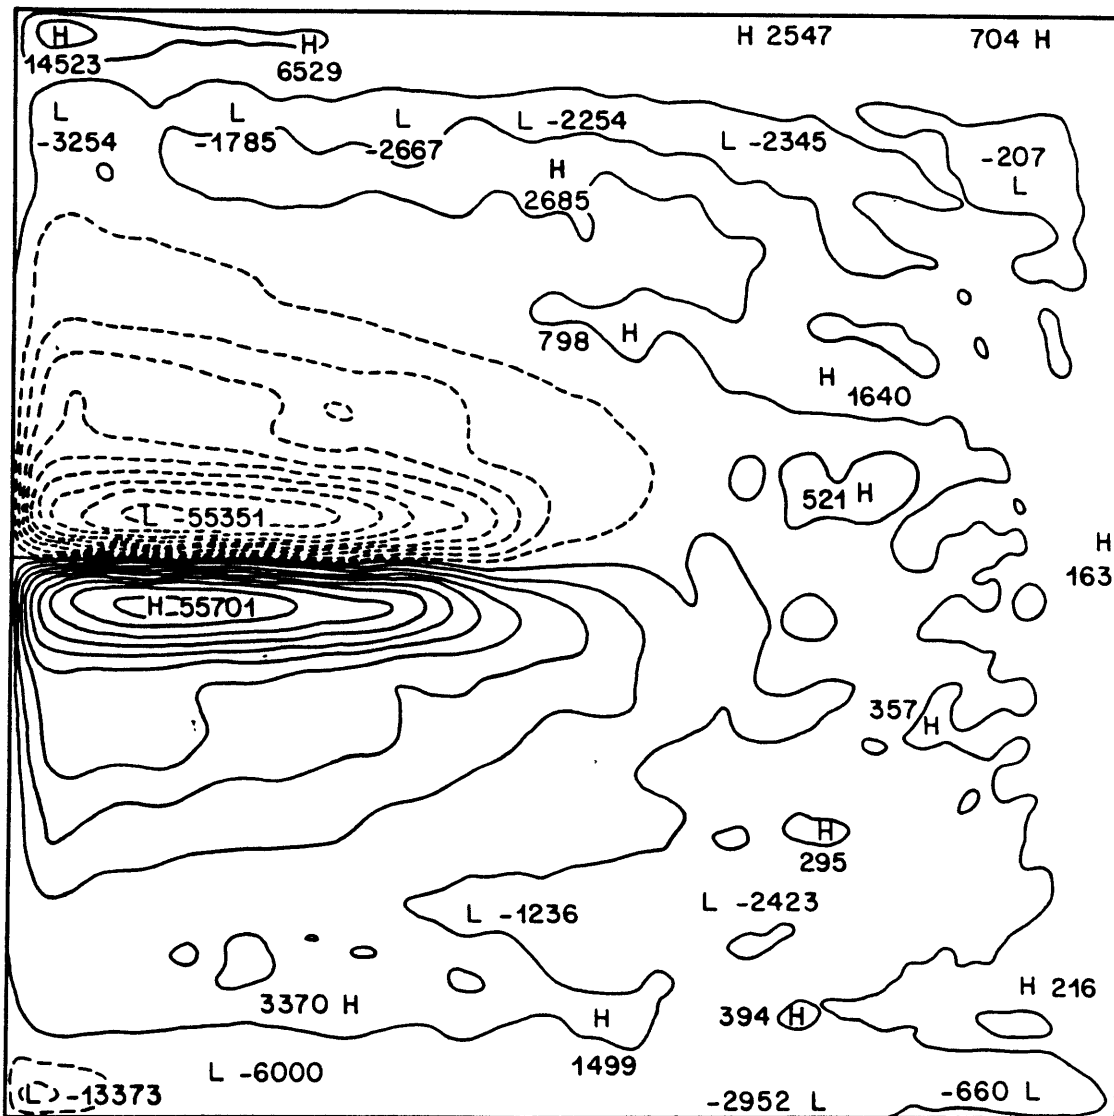 H H 2547 704 H
14523 H
6529
L L L L -2254
-3254 -1785 -2667 L -2345
H -207
2685 L
798 H
H 1640
521 H
L -55351
H
163
H 55701
357 H
H
295
L -1236 L -2423
3370 H H 394 H H 216
1499
L -13373 L -6000
-2952 L -660 L